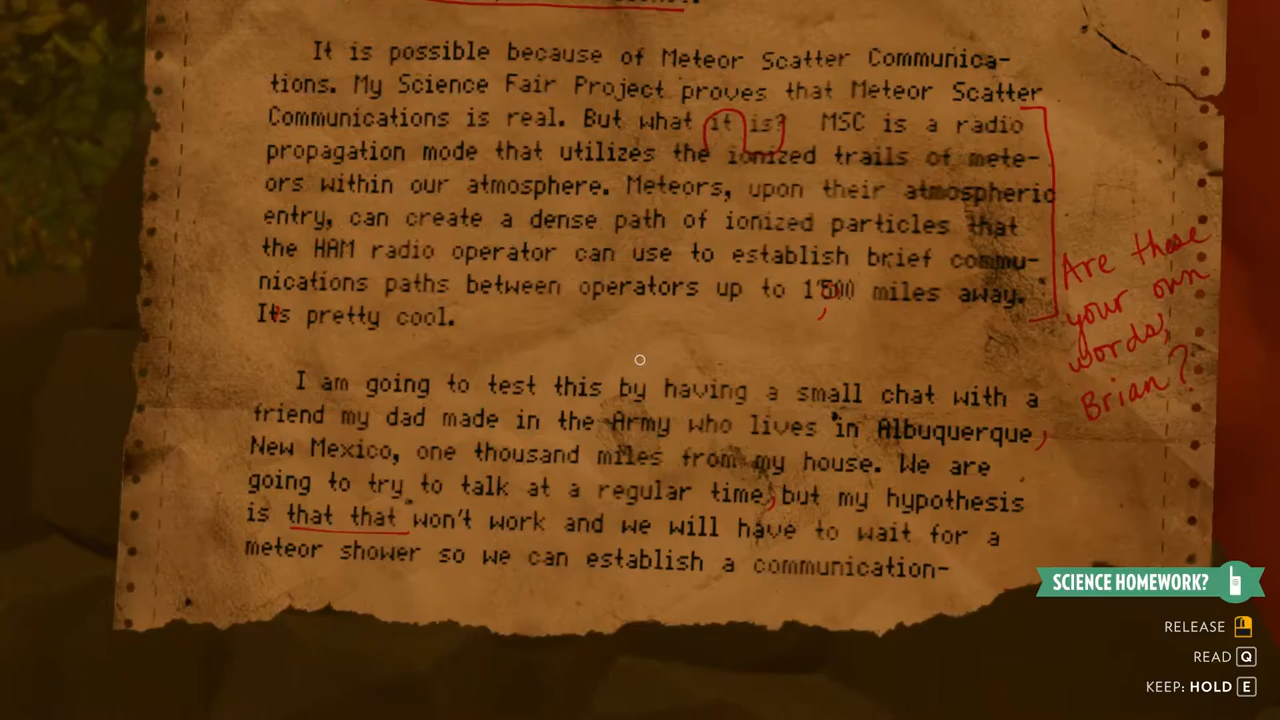 It is possible because of Meteor Scatter Communica-
tions. My Science Fair Project proves that Meteor Scatter
Communications is real. But what it is? MSC is a radio
propagation mode that utilizes the ionized trails of mete-
ors within our atmosphere. Meteors, upon their atmospheric
entry, can create a dense path of ionized particles that
the HAM radio operator can use to establish brief commu-
nications paths between operators up to 1,500 miles away.
It's pretty cool.
Are these
your own
words,
Brian?
I am going to test this by having a small chat with a
friend my dad made in the Army who lives in Albuquerque,
New Mexico, one thousand miles from my house. We are
going to try to talk at a regular time, but my hypothesis
is that that won't work and we will have to wait for a
meteor shower so we can establish a communication-
SCIENCE HOMEWORK?
RELEASE
READ Q
KEEP: HOLD E